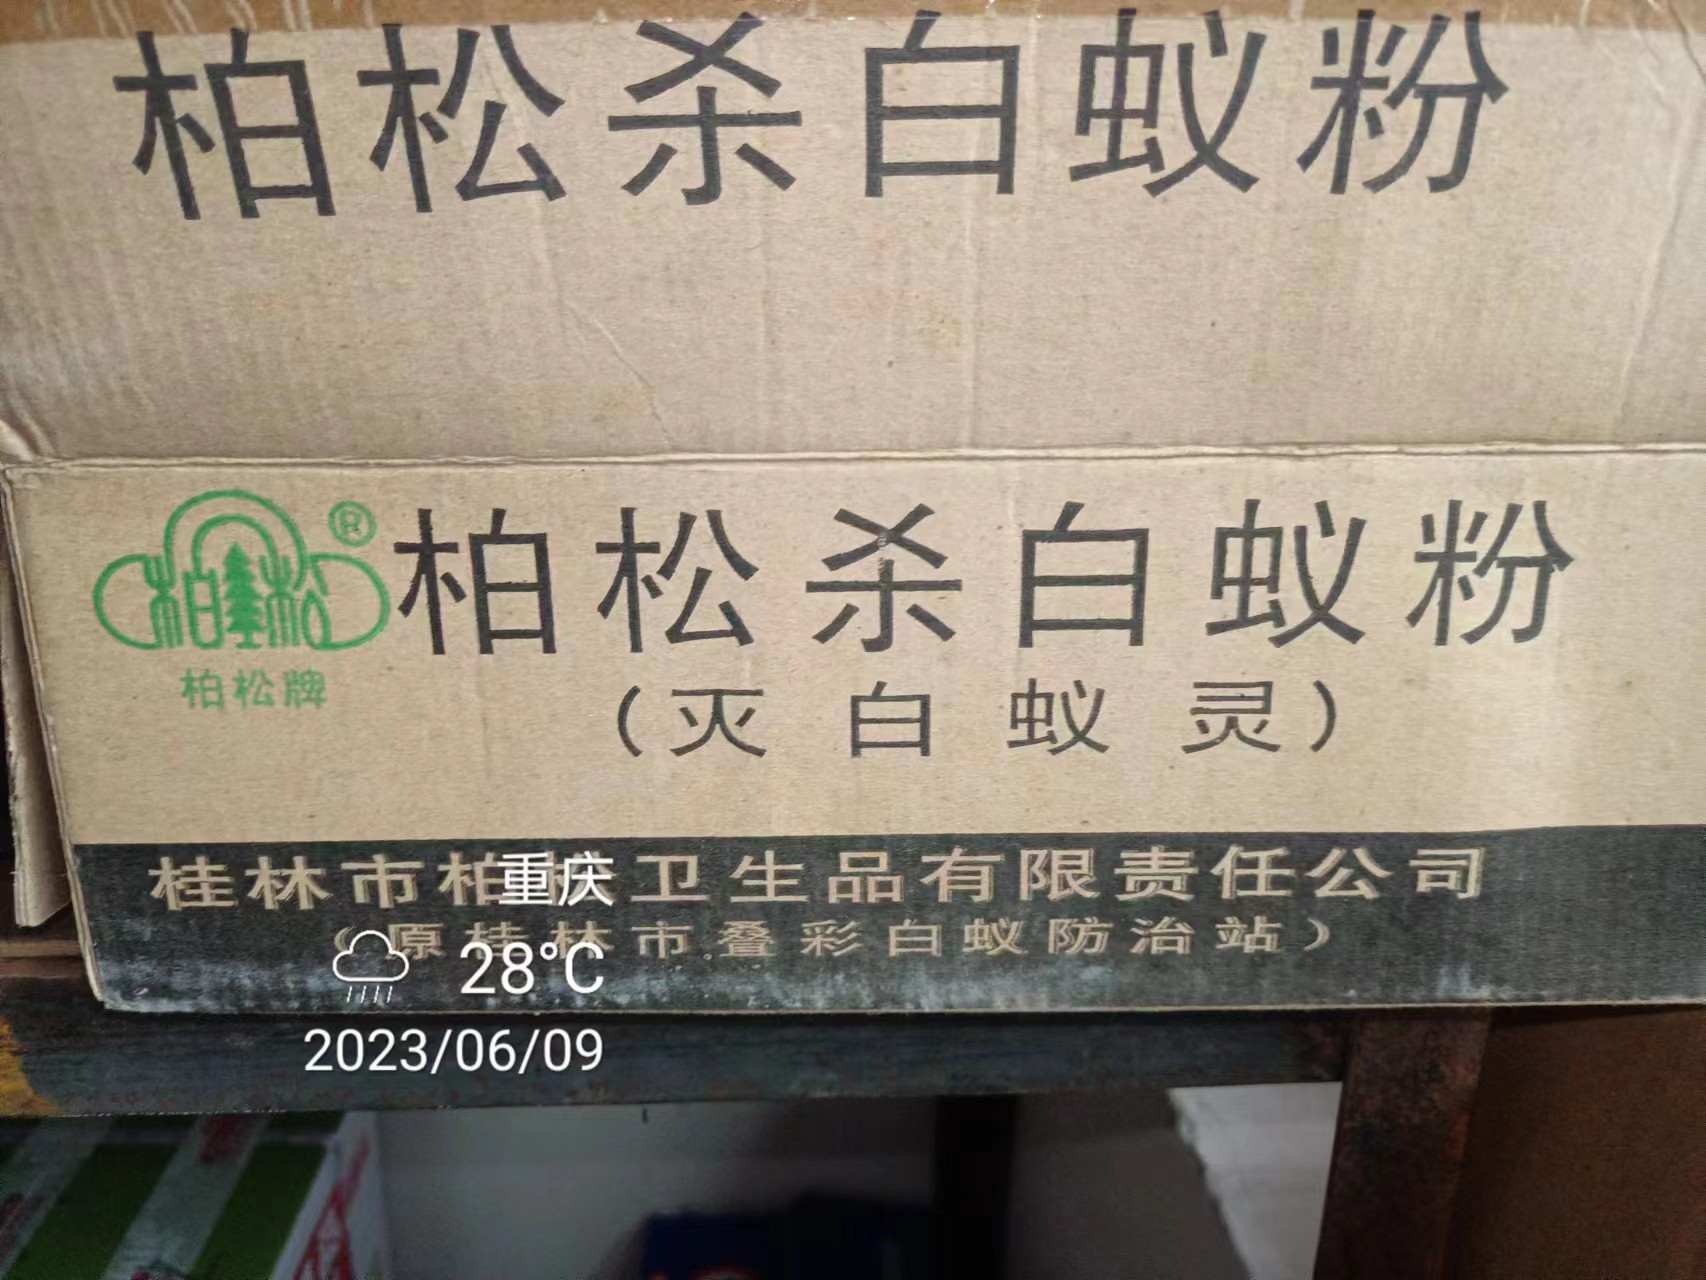 柏松杀白蚁粉
®
柏松
柏松牌
柏松杀白蚁粉
(灭白蚁灵)
桂林市柏 卫生品有限责任公司
(原桂林市叠彩白蚁防治站)
重庆
28°C
2023/06/09